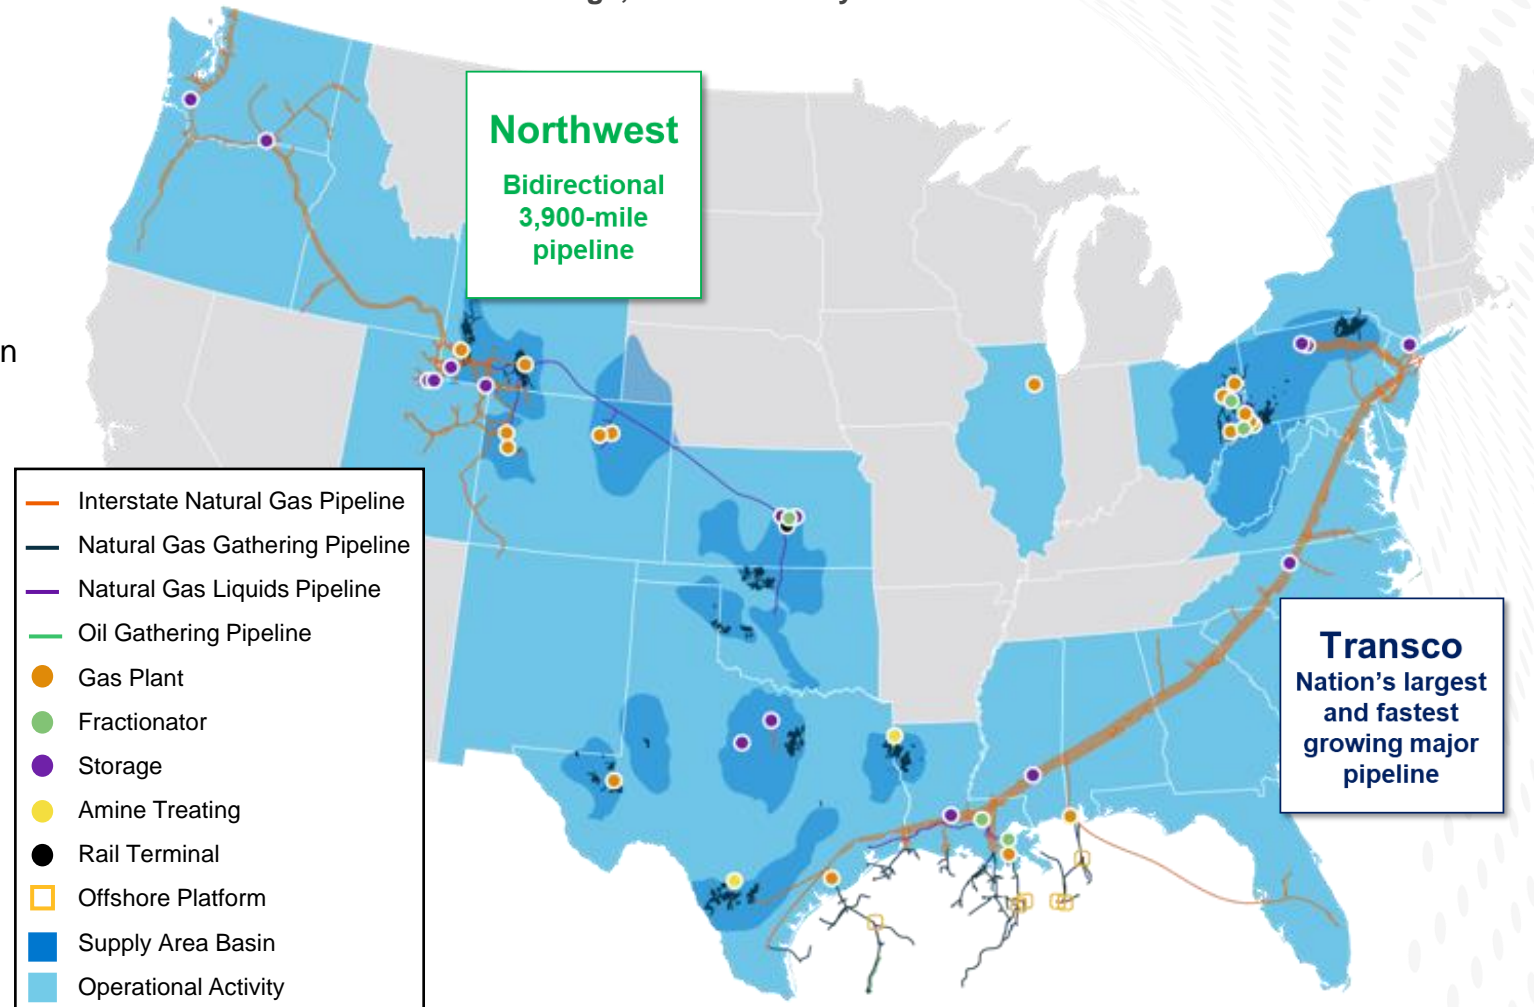 Northwest
Bidirectional
3,900-mile
pipeline
n
Interstate Natural Gas Pipeline
Natural Gas Gathering Pipeline
Natural Gas Liquids Pipeline
Oil Gathering Pipeline
Gas Plant
Fractionator
Storage
Amine Treating
Rail Terminal
Offshore Platform
Supply Area Basin
Operational Activity
Transco
Nation’s largest
and fastest
growing major
pipeline